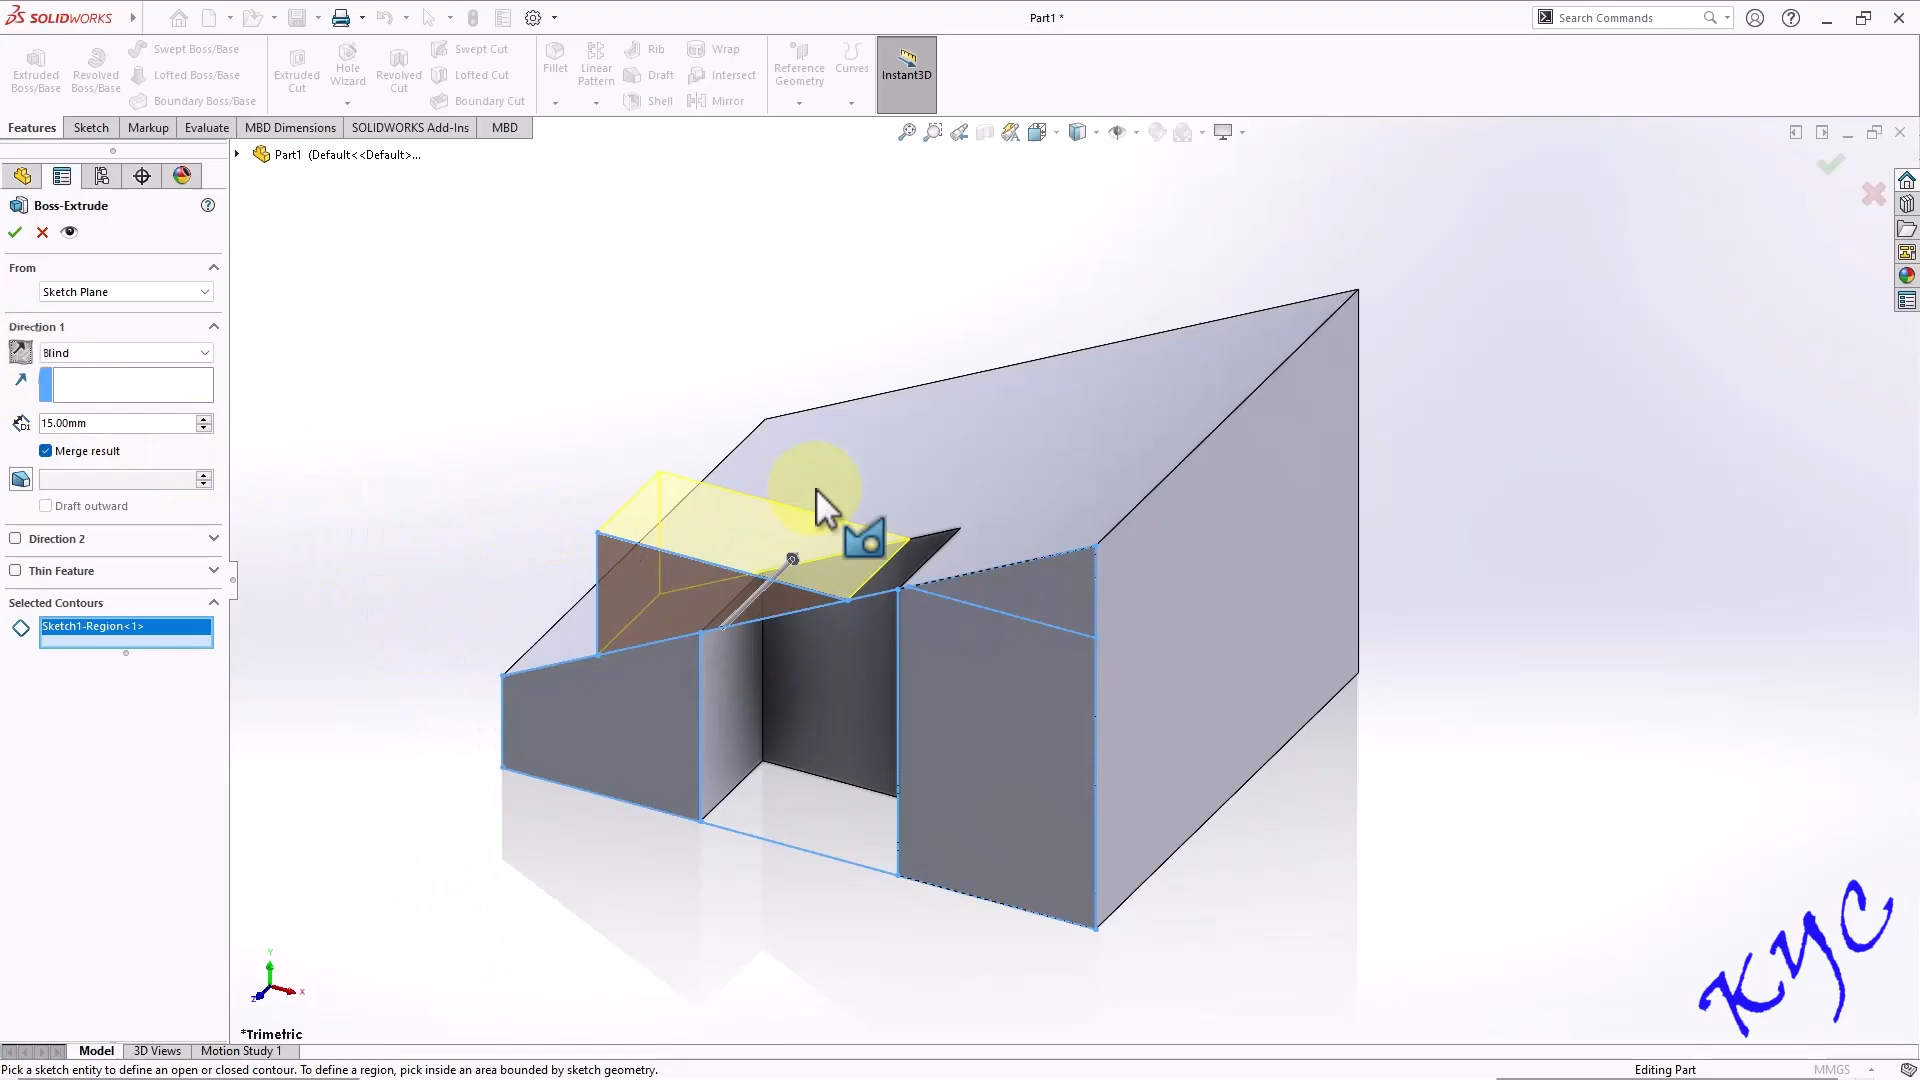 SOLIDWORKS
Part1 *
Search Commands
Extruded Boss/Base
Revolved Boss/Base
Swept Boss/Base
Lofted Boss/Base
Boundary Boss/Base
Extruded Cut
Hole Wizard
Revolved Cut
Swept Cut
Lofted Cut
Boundary Cut
Fillet
Linear Pattern
Rib
Draft
Shell
Wrap
Intersect
Mirror
Reference Geometry
Curves
Instant3D
Features
Sketch
Markup
Evaluate
MBD Dimensions
SOLIDWORKS Add-Ins
MBD
Part1 (Default<<Default>...
Boss-Extrude
From
Sketch Plane
Direction 1
Blind
D1
15.00mm
Merge result
Draft outward
Direction 2
Thin Feature
Selected Contours
Sketch1-Region<1>
Y
X
Z
*Trimetric
KYC
Model
3D Views
Motion Study 1
Pick a sketch entity to define an open or closed contour. To define a region, pick inside an area bounded by sketch geometry.
Editing Part
MMGS